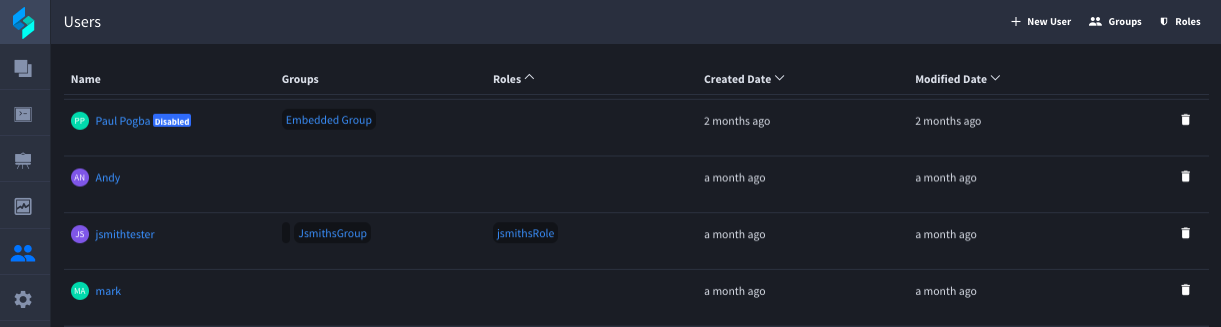 Users
New User Groups Roles
Name Groups Roles Created Date Modified Date
PP Paul Pogba Disabled Embedded Group 2 months ago 2 months ago
AN Andy a month ago a month ago
JS jsmithtester JsmithsGroup jsmithsRole a month ago a month ago
MA mark a month ago a month ago